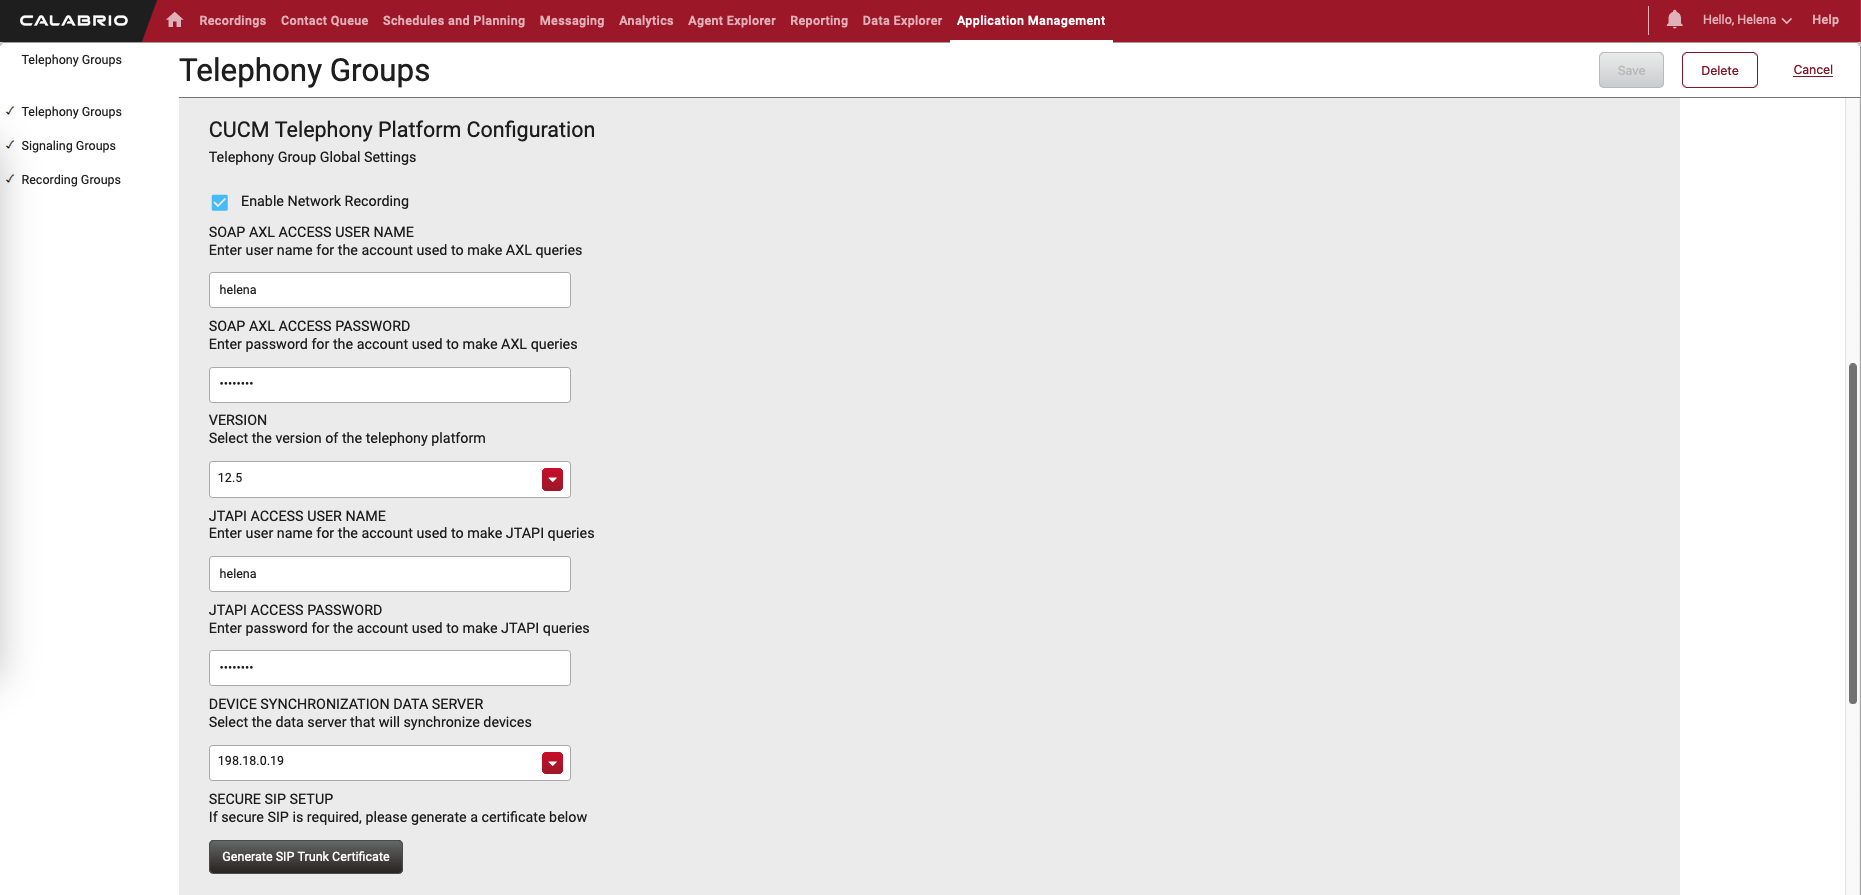 CALABRIO
Recordings Contact Queue Schedules and Planning Messaging Analytics Agent Explorer Reporting Data Explorer Application Management
Hello, Helena Help
Telephony Groups
Telephony Groups
Signaling Groups
Recording Groups
Telephony Groups
Save Delete Cancel
CUCM Telephony Platform Configuration
Telephony Group Global Settings
Enable Network Recording
SOAP AXL ACCESS USER NAME
Enter user name for the account used to make AXL queries
helena
SOAP AXL ACCESS PASSWORD
Enter password for the account used to make AXL queries
••••••••
VERSION
Select the version of the telephony platform
12.5
JTAPI ACCESS USER NAME
Enter user name for the account used to make JTAPI queries
helena
JTAPI ACCESS PASSWORD
Enter password for the account used to make JTAPI queries
••••••••
DEVICE SYNCHRONIZATION DATA SERVER
Select the data server that will synchronize devices
198.18.0.19
SECURE SIP SETUP
If secure SIP is required, please generate a certificate below
Generate SIP Trunk Certificate